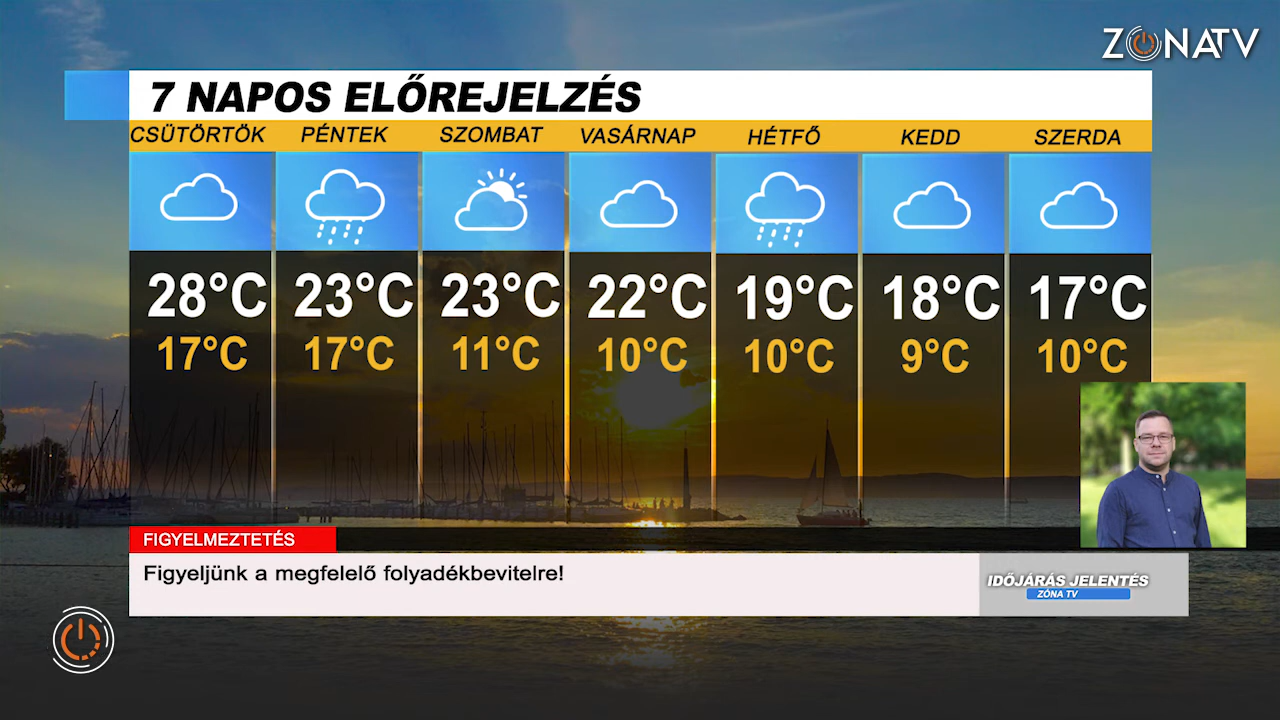 ZÓNATV
7 NAPOS ELŐREJELZÉS
CSÜTÖRTÖK PÉNTEK SZOMBAT VASÁRNAP HÉTFŐ KEDD SZERDA
28°C 23°C 23°C 22°C 19°C 18°C 17°C
17°C 17°C 11°C 10°C 10°C 9°C 10°C
FIGYELMEZTETÉS
Figyeljünk a megfelelő folyadékbevitelre!
IDŐJÁRÁS JELENTÉS
ZÓNA TV